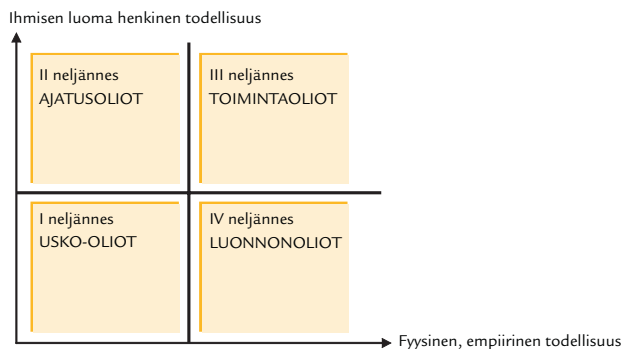 Ihmisen luoma henkinen todellisuus
II neljännes
AJATUSOLIOT
III neljännes
TOIMINTAOLIOT
I neljännes
USKO-OLIOT
IV neljännes
LUONNONOLIOT
Fyysinen, empiirinen todellisuus